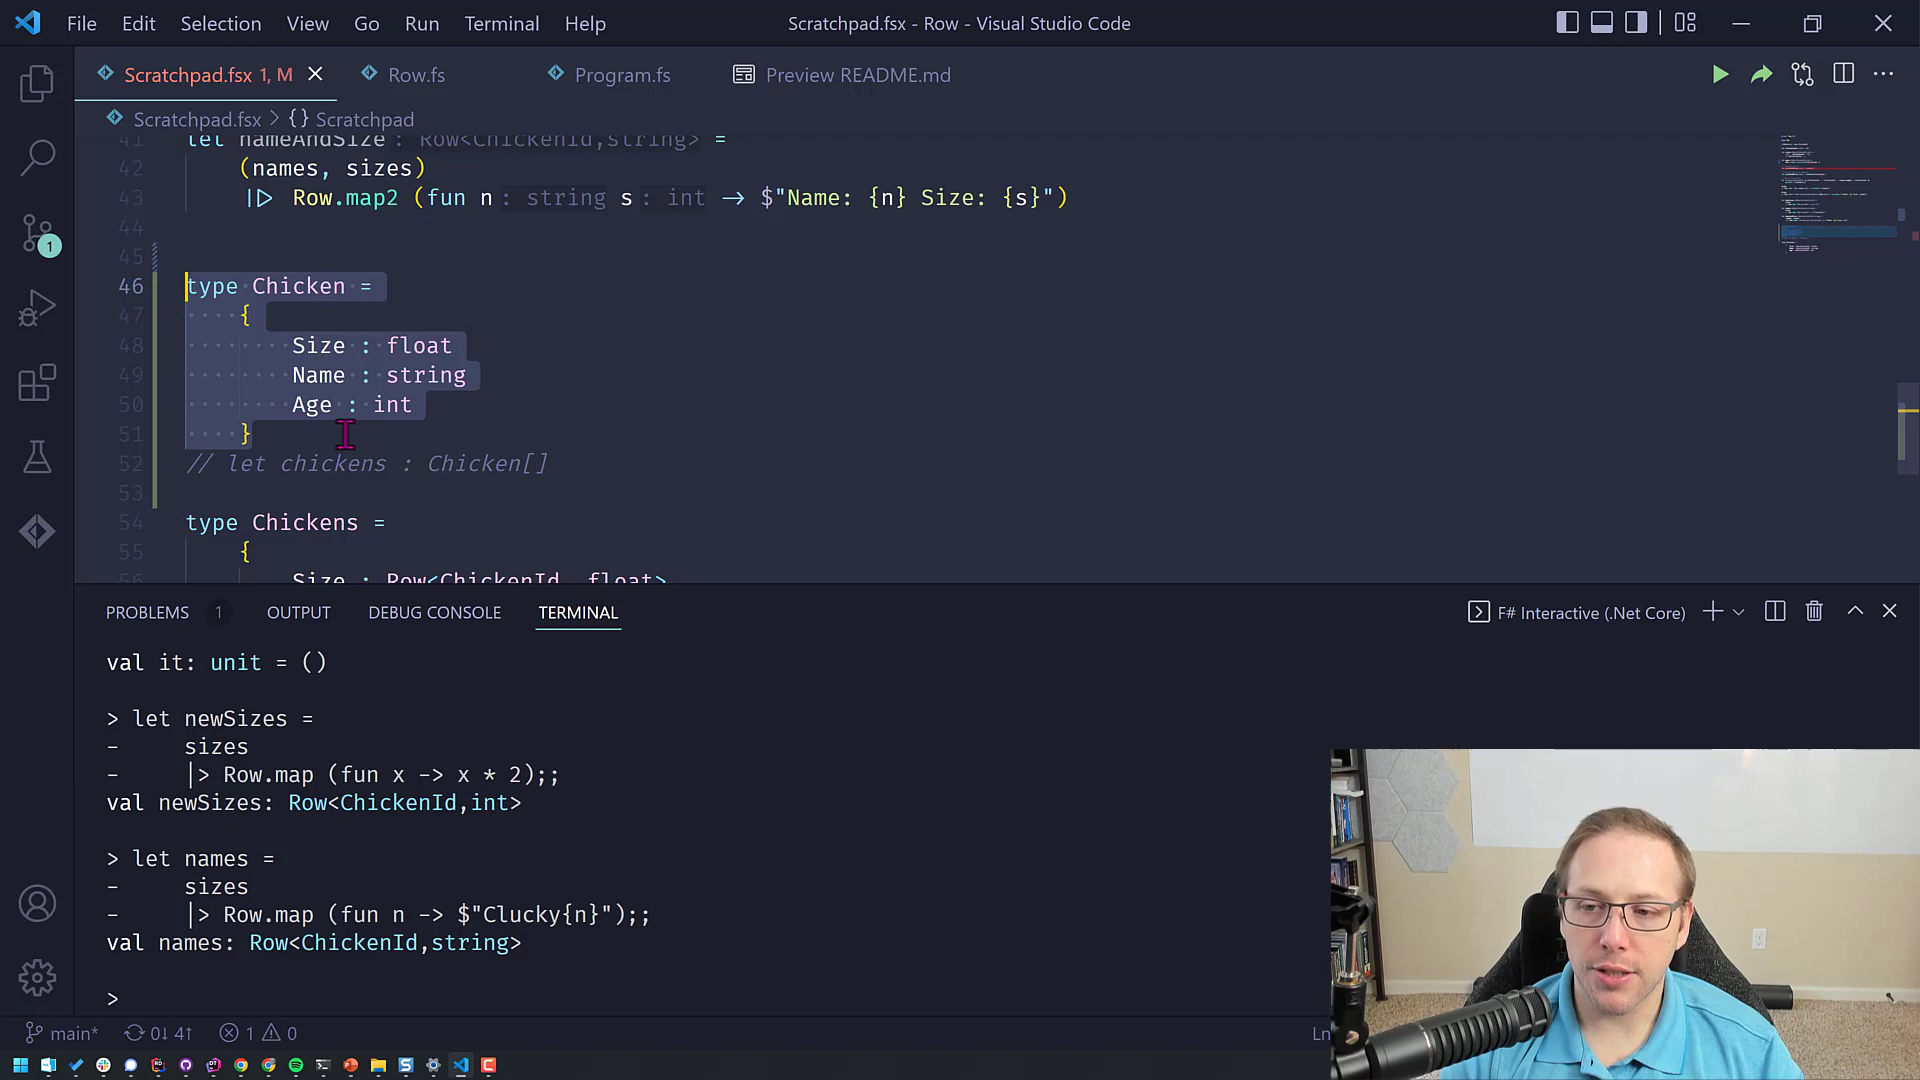 File Edit Selection View Go Run Terminal Help Scratchpad.fsx - Row - Visual Studio Code
Scratchpad.fsx 1, M Row.fs Program.fs Preview README.md
Scratchpad.fsx > {} Scratchpad
41 let nameAndSize : Row<ChickenId,string> =
42 (names, sizes)
43 ||> Row.map2 (fun n : string s : int -> $"Name: {n} Size: {s}")
44
45
46 type Chicken =
47 {
48 Size : float
49 Name : string
50 Age : int
51 }
52 // let chickens : Chicken[]
53
54 type Chickens =
55 {
56 Size : Row<ChickenId, float>
1
PROBLEMS 1 OUTPUT DEBUG CONSOLE TERMINAL F# Interactive (.Net Core)
val it: unit = ()
> let newSizes =
- sizes
- |> Row.map (fun x -> x * 2);;
val newSizes: Row<ChickenId,int>
> let names =
- sizes
- |> Row.map (fun n -> $"Clucky{n}");;
val names: Row<ChickenId,string>
>
main* 0↓ 4↑ 1 0 Ln